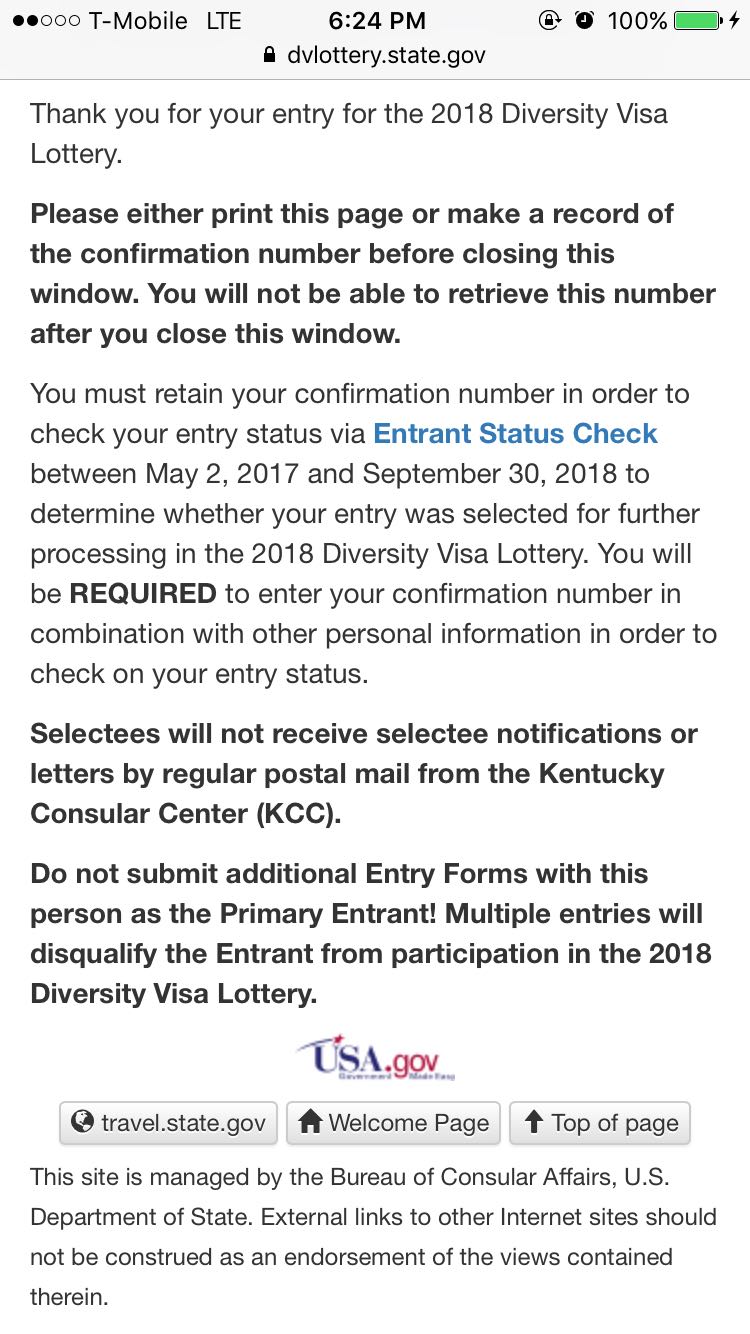 T-Mobile LTE 6:24 PM 100%
dvlottery.state.gov
Thank you for your entry for the 2018 Diversity Visa
Lottery.
Please either print this page or make a record of
the confirmation number before closing this
window. You will not be able to retrieve this number
after you close this window.
You must retain your confirmation number in order to
check your entry status via Entrant Status Check
between May 2, 2017 and September 30, 2018 to
determine whether your entry was selected for further
processing in the 2018 Diversity Visa Lottery. You will
be REQUIRED to enter your confirmation number in
combination with other personal information in order to
check on your entry status.
Selectees will not receive selectee notifications or
letters by regular postal mail from the Kentucky
Consular Center (KCC).
Do not submit additional Entry Forms with this
person as the Primary Entrant! Multiple entries will
disqualify the Entrant from participation in the 2018
Diversity Visa Lottery.
USA.gov
Government Made Easy
travel.state.gov Welcome Page Top of page
This site is managed by the Bureau of Consular Affairs, U.S.
Department of State. External links to other Internet sites should
not be construed as an endorsement of the views contained
therein.